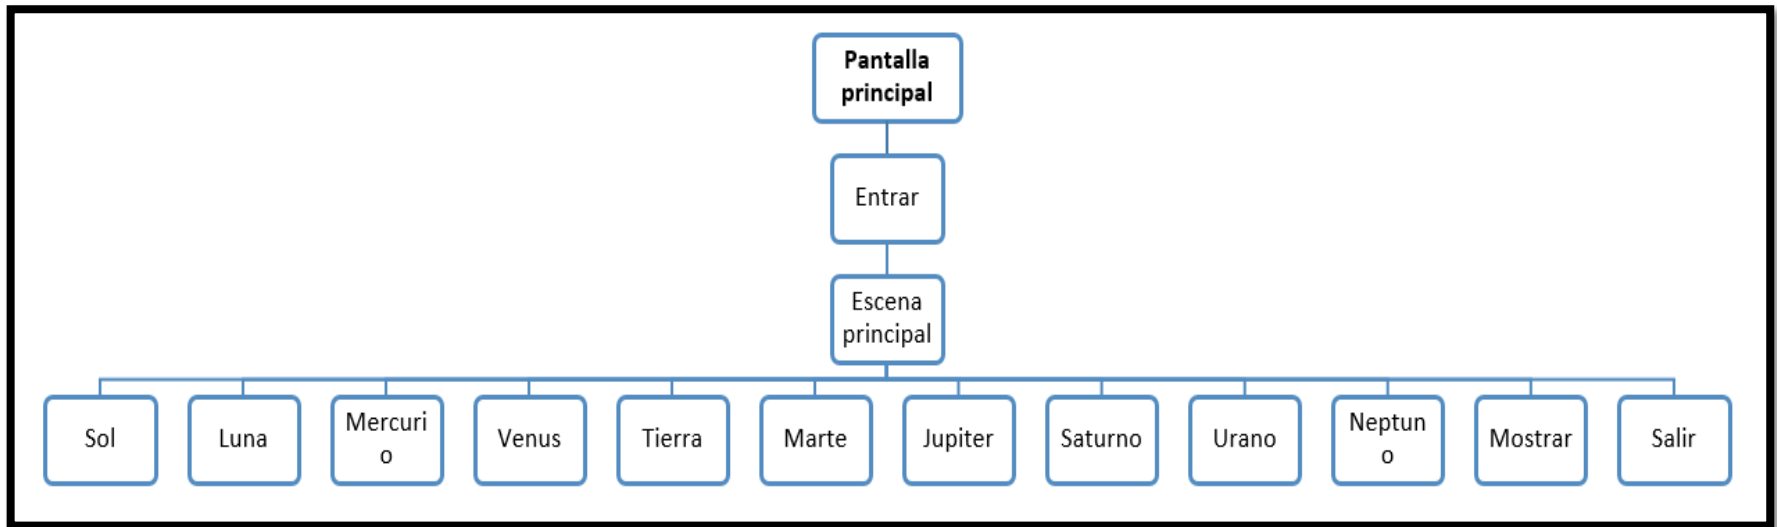 Pantalla
principal
Entrar
Escena
principal
Sol
Luna
Mercuri
o
Venus
Tierra
Marte
Jupiter
Saturno
Urano
Neptun
o
Mostrar
Salir